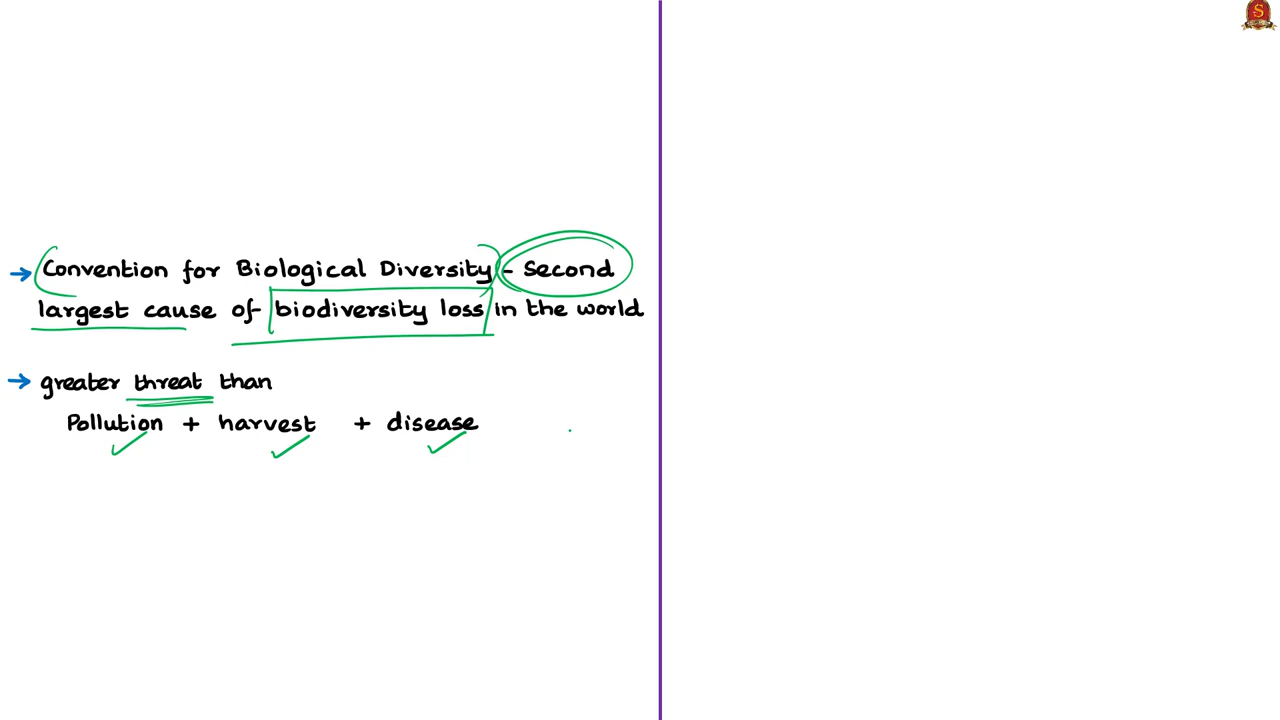 → Convention for Biological Diversity - Second
largest cause of biodiversity loss in the world
→ greater threat than
Pollution + harvest + disease
S